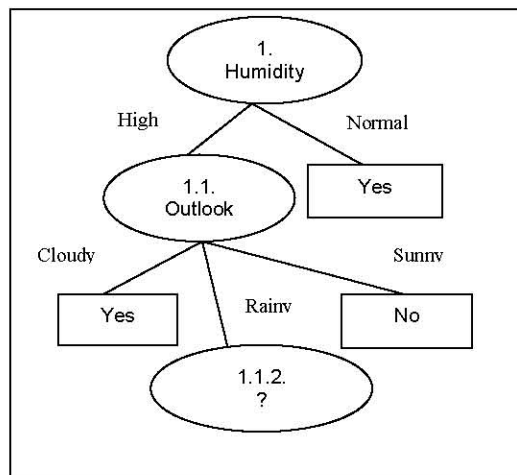 1.
Humidity
High
Normal
1.1.
Outlook
Yes
Cloudy
Sunny
Yes
Rainy
No
1.1.2.
?